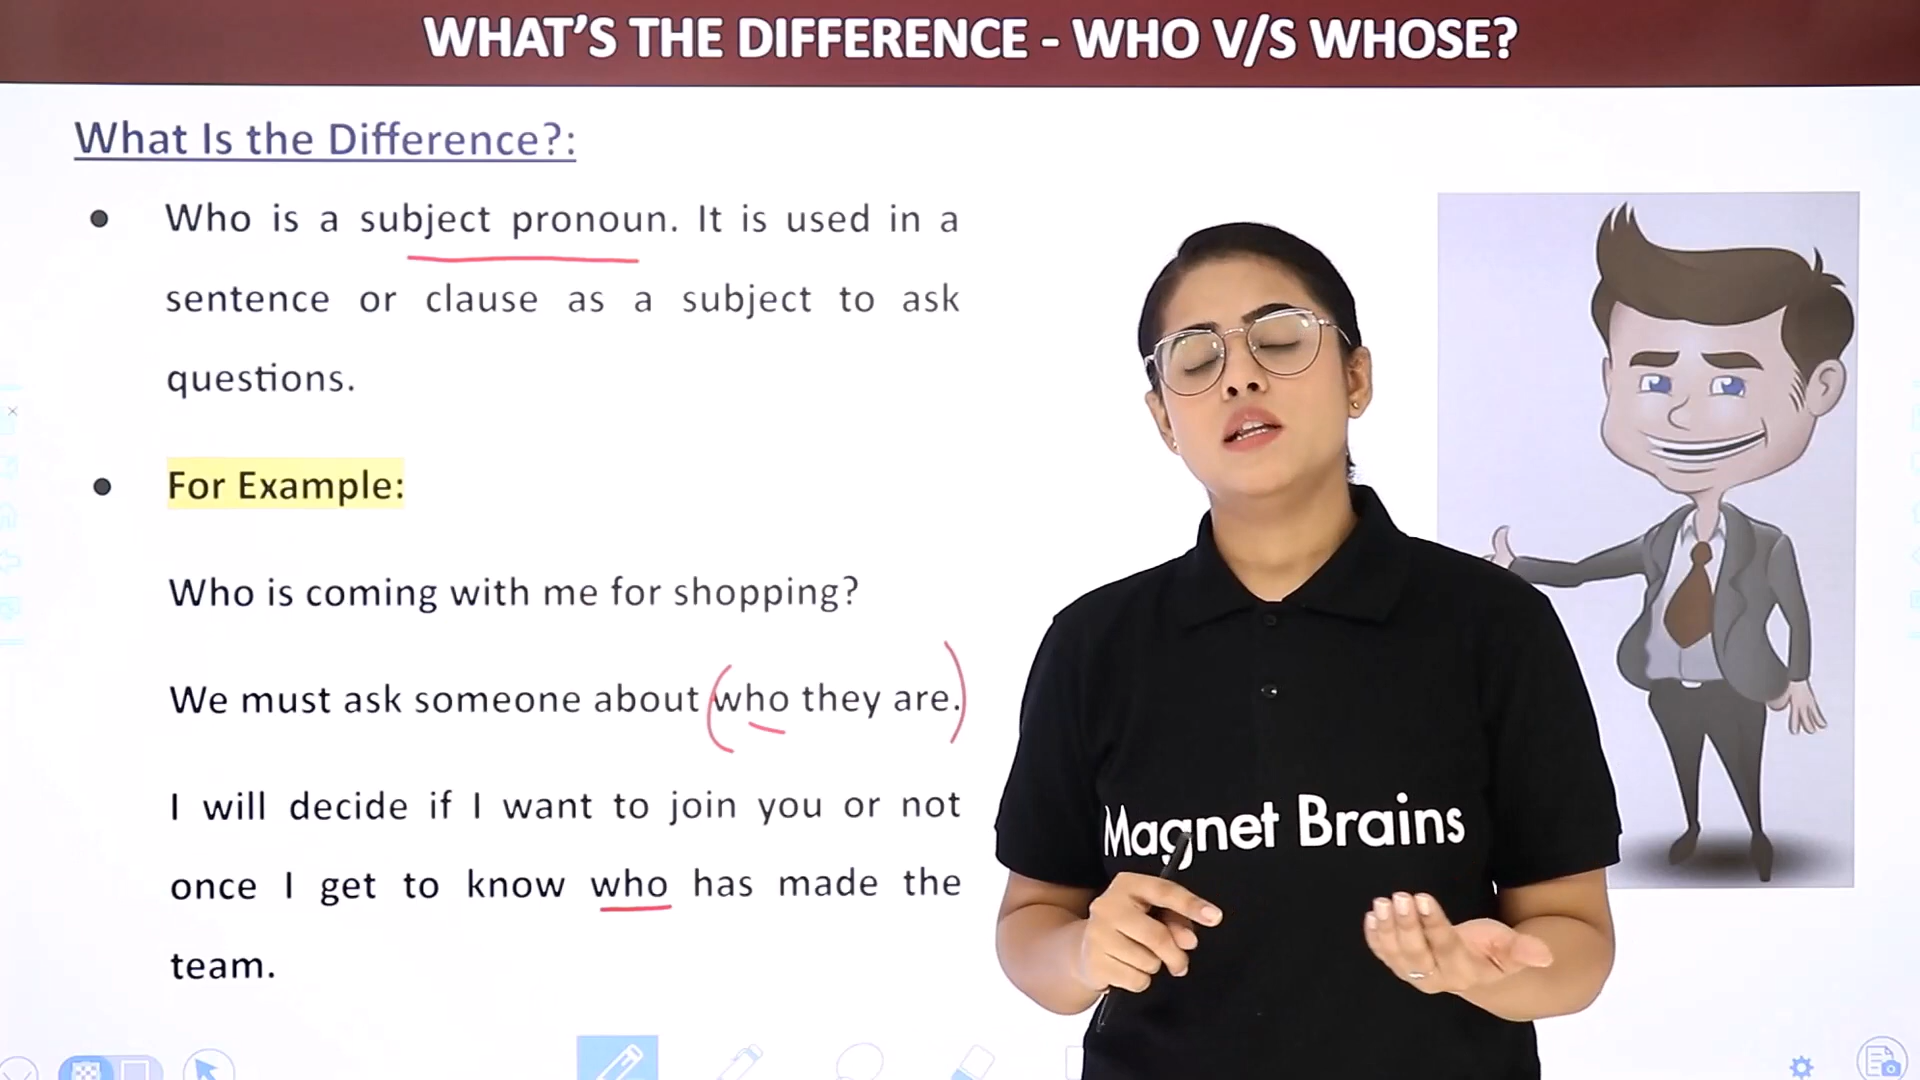 WHAT'S THE DIFFERENCE - WHO V/S WHOSE?
What Is the Difference?:
● Who is a subject pronoun. It is used in a
sentence or clause as a subject to ask
questions.
● For Example:
Who is coming with me for shopping?
We must ask someone about who they are.
I will decide if I want to join you or not
once I get to know who has made the
team.
Magnet Brains